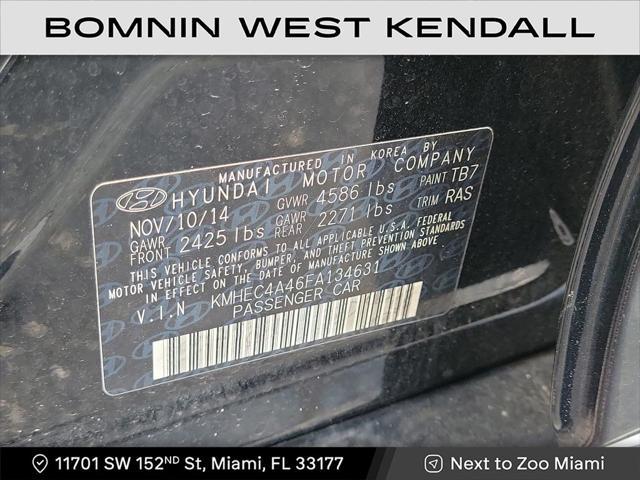 BOMNIN WEST KENDALL
MANUFACTURED IN KOREA BY
HYUNDAI MOTOR COMPANY
NOV/10/14 GVWR 4586 lbs PAINT TB7
GAWR FRONT 2425 lbs GAWR REAR 2271 lbs TRIM RAS
THIS VEHICLE CONFORMS TO ALL APPLICABLE U.S.A. FEDERAL
MOTOR VEHICLE SAFETY, BUMPER, AND THEFT PREVENTION STANDARDS
IN EFFECT ON THE DATE OF MANUFACTURE SHOWN ABOVE
V.I.N KMHEC4A46FA134631
PASSENGER CAR
11701 SW 152ND St, Miami, FL 33177 Next to Zoo Miami